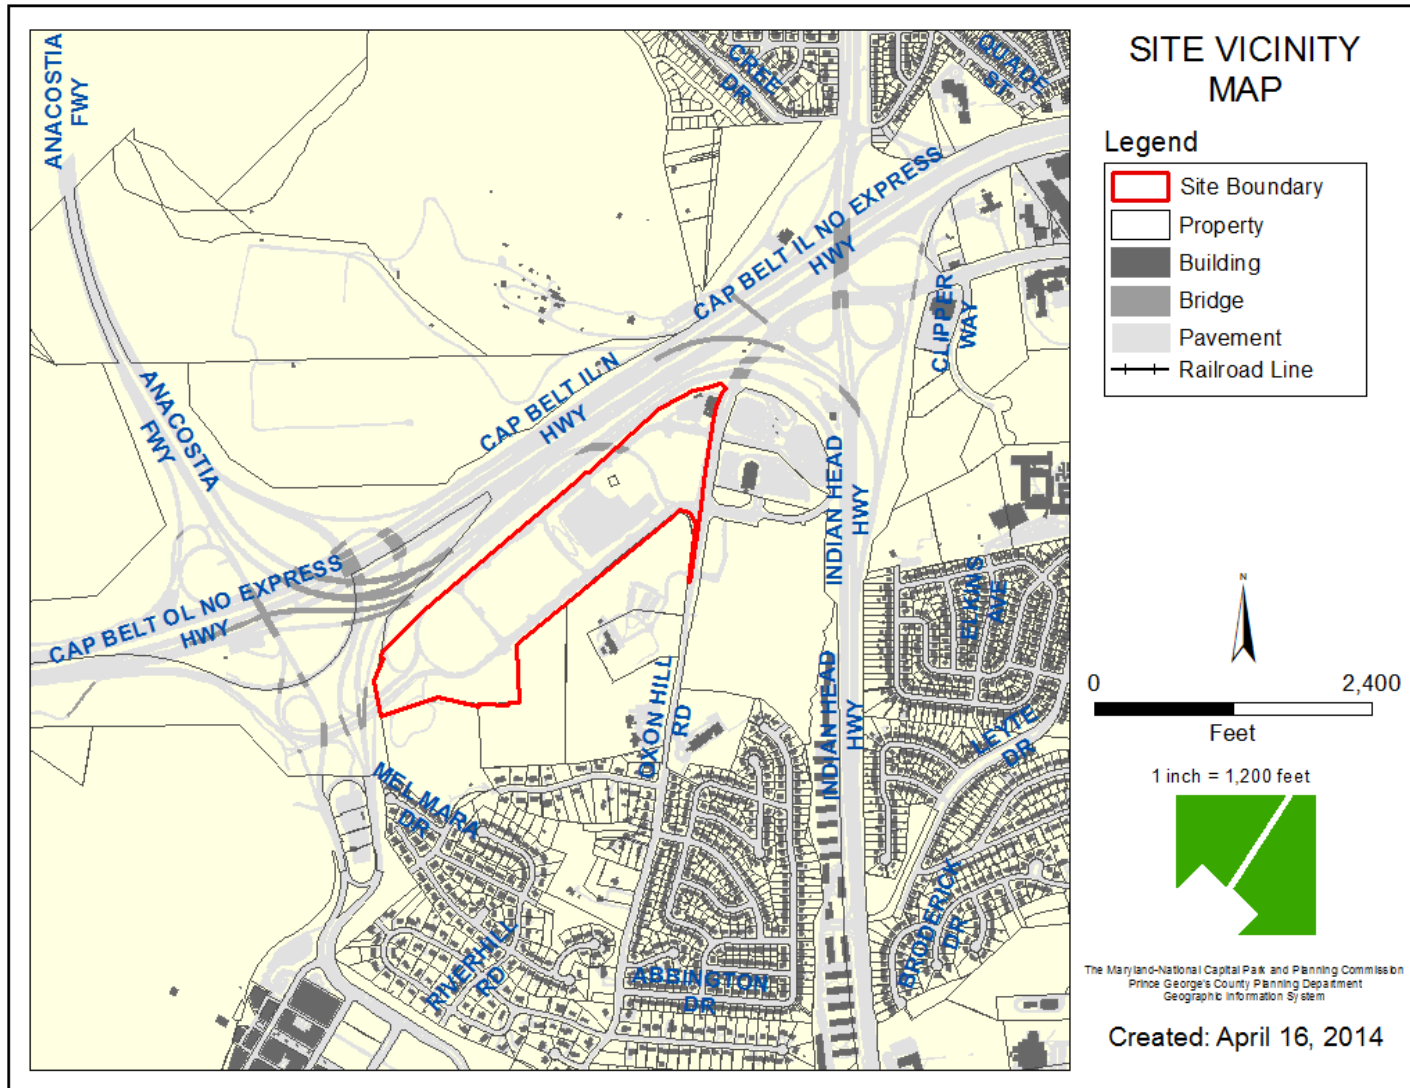 SITE VICINITY
MAP
Legend
Site Boundary
Property
Building
Bridge
Pavement
Railroad Line
N
0 2,400
Feet
1 inch = 1,200 feet
The Maryland-National Capital Park and Planning Commission
Prince George's County Planning Department
Geographic Information System
Created: April 16, 2014
ANACOSTIA
FWY
CREE
DR
QUADE
ST
CAP BELT IL NO EXPRESS
HWY
CLIPPER
WAY
ANACOSTIA
FWY
CAP BELT IL N
HWY
INDIAN HEAD
HWY
CAP BELT OL NO EXPRESS
HWY
ELKINS
AVE
OXON HILL
RD
INDIAN HEAD
HWY
LEYTE
DR
MEL MARA
DR
BRODERICK
DR
RIVERHILL
RD
ABBINGTON
DR